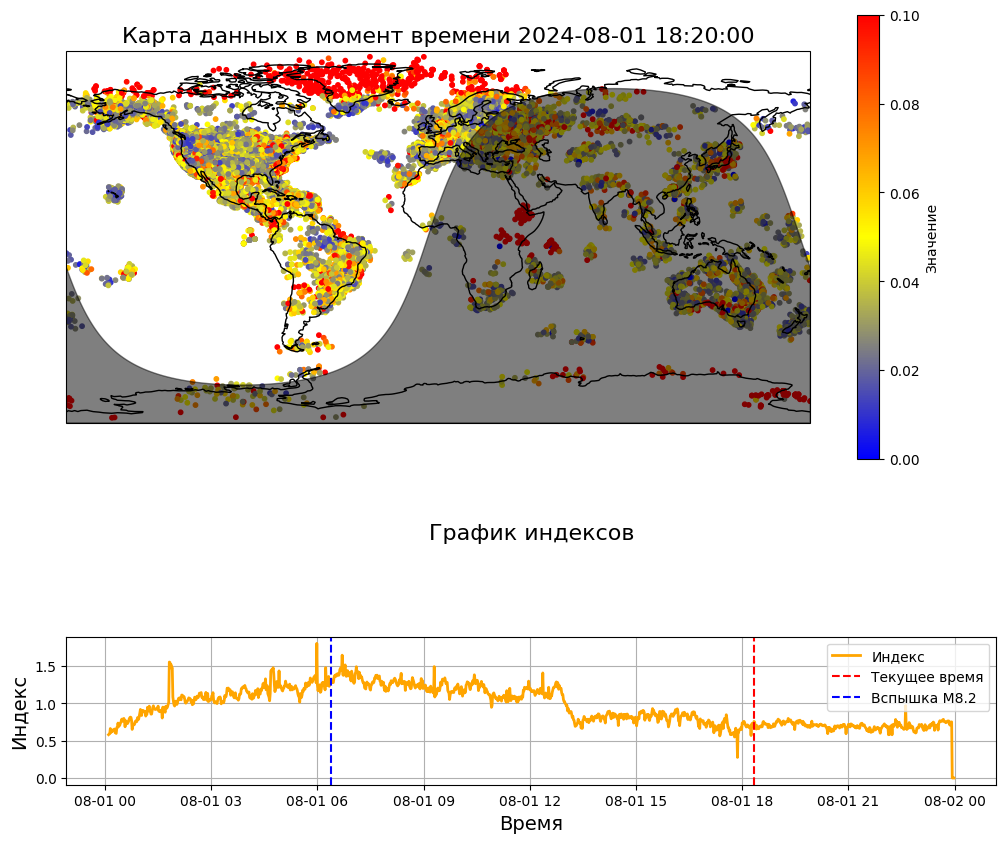 Карта данных в момент времени 2024-08-01 18:20:00
0.10
0.08
0.06
0.04
0.02
0.00
Значение
График индексов
Индекс
1.5
1.0
0.5
0.0
Индекс
Текущее время
Вспышка M8.2
08-01 00
08-01 03
08-01 06
08-01 09
08-01 12
08-01 15
08-01 18
08-01 21
08-02 00
Время